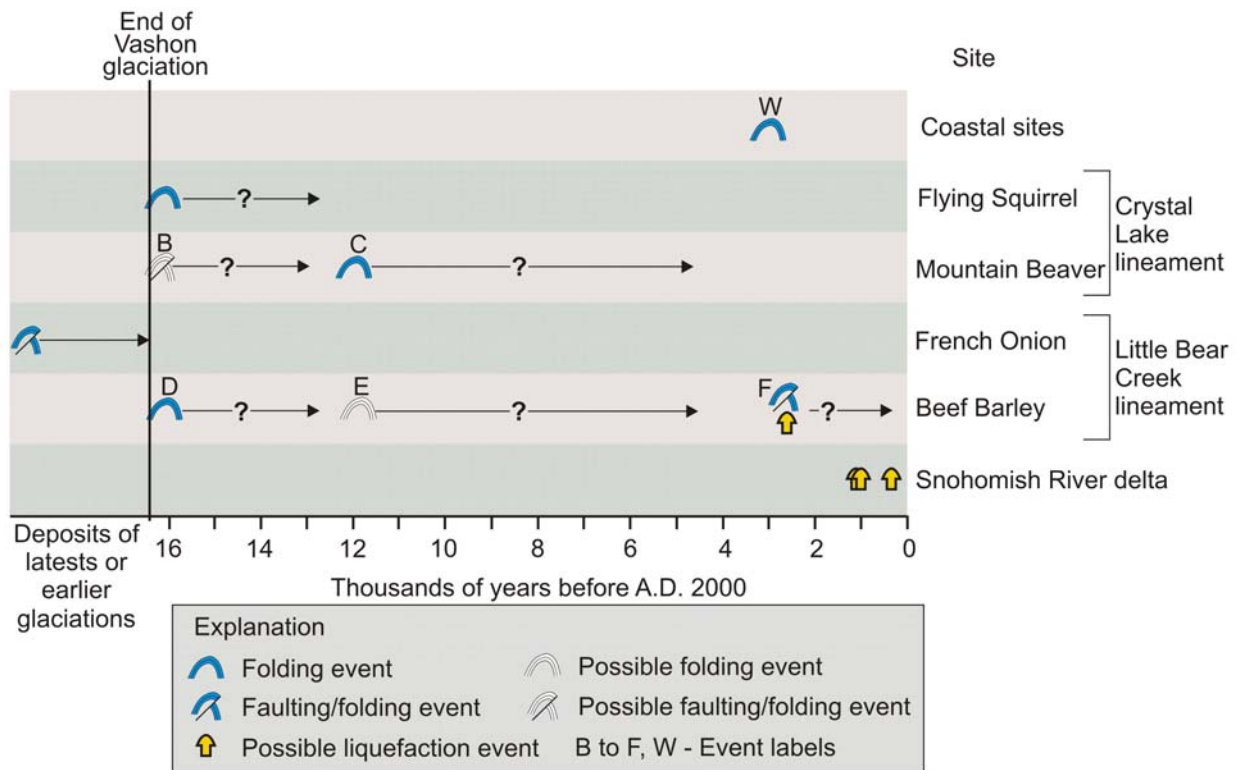 End of
Vashon
glaciation
Site
W
Coastal sites
?
Flying Squirrel
B
?
C
?
Mountain Beaver
Crystal
Lake
lineament
French Onion
D
?
E
?
F
?
Beef Barley
Little Bear
Creek
lineament
Snohomish River delta
Deposits of
latests or
earlier
glaciations
16 14 12 10 8 6 4 2 0
Thousands of years before A.D. 2000
Explanation
Folding event
Possible folding event
Faulting/folding event
Possible faulting/folding event
Possible liquefaction event
B to F, W - Event labels